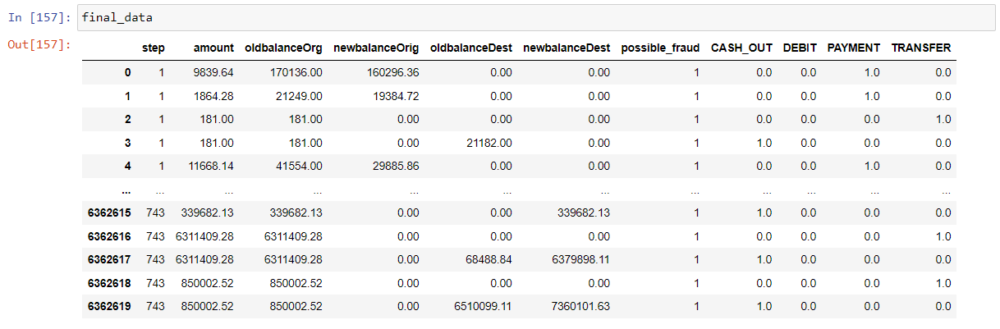 In [157]: final_data
Out[157]:
step amount oldbalanceOrg newbalanceOrig oldbalanceDest newbalanceDest possible_fraud CASH_OUT DEBIT PAYMENT TRANSFER
0 1 9839.64 170136.00 160296.36 0.00 0.00 1 0.0 0.0 1.0 0.0
1 1 1864.28 21249.00 19384.72 0.00 0.00 1 0.0 0.0 1.0 0.0
2 1 181.00 181.00 0.00 0.00 0.00 1 0.0 0.0 0.0 1.0
3 1 181.00 181.00 0.00 21182.00 0.00 1 1.0 0.0 0.0 0.0
4 1 11668.14 41554.00 29885.86 0.00 0.00 1 0.0 0.0 1.0 0.0
... ... ... ... ... ... ... ... ... ... ... ...
6362615 743 339682.13 339682.13 0.00 0.00 339682.13 1 1.0 0.0 0.0 0.0
6362616 743 6311409.28 6311409.28 0.00 0.00 0.00 1 0.0 0.0 0.0 1.0
6362617 743 6311409.28 6311409.28 0.00 68488.84 6379898.11 1 1.0 0.0 0.0 0.0
6362618 743 850002.52 850002.52 0.00 0.00 0.00 1 0.0 0.0 0.0 1.0
6362619 743 850002.52 850002.52 0.00 6510099.11 7360101.63 1 1.0 0.0 0.0 0.0